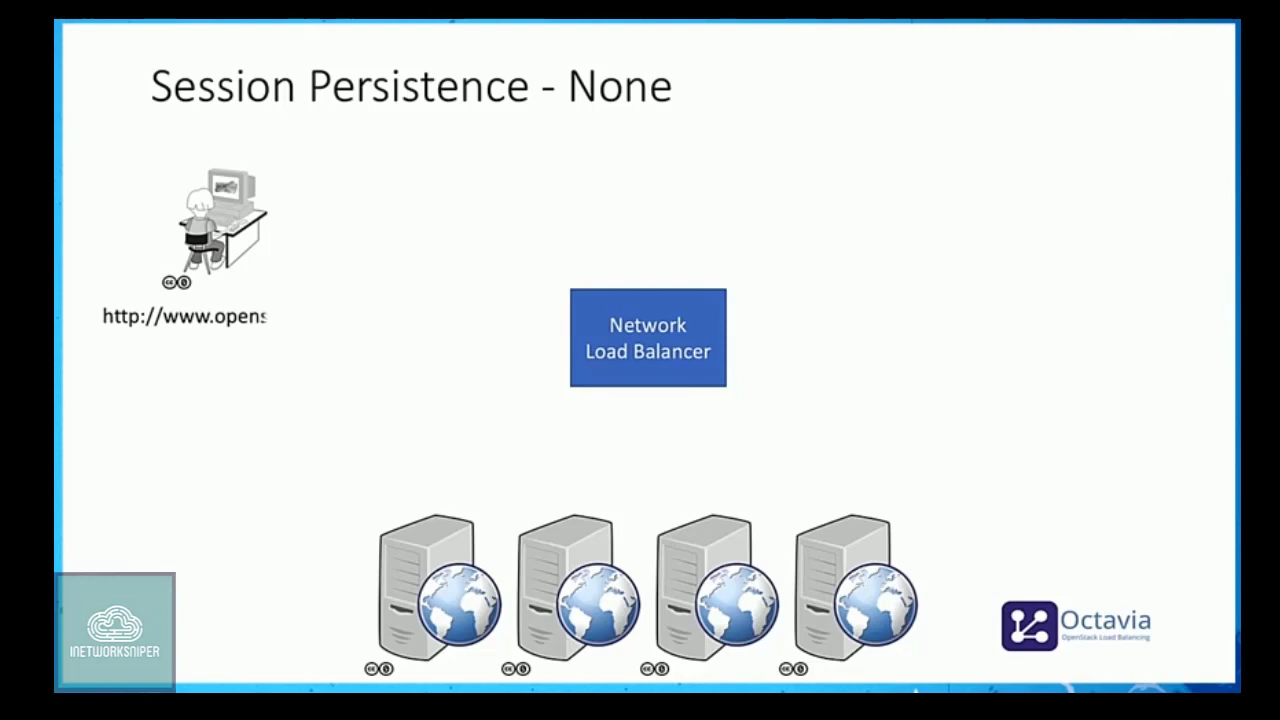 Session Persistence - None
http://www.opens
Network
Load Balancer
Octavia
OpenStack Load Balancing
INETWORKSNIPER